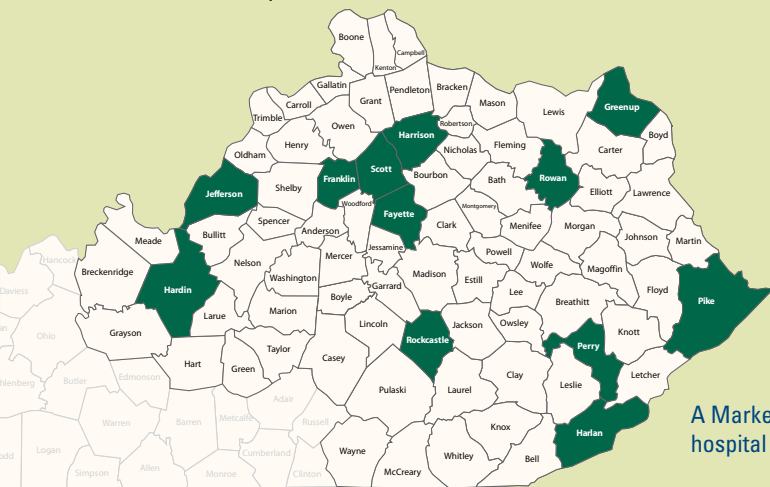 Boone
Campbell
Kenton
Gallatin
Carroll
Trimble
Grant
Pendleton
Bracken
Mason
Lewis
Greenup
Boyd
Owen
Harrison
Robertson
Fleming
Carter
Oldham
Henry
Scott
Nicholas
Bath
Rowan
Elliott
Lawrence
Jefferson
Shelby
Franklin
Bourbon
Woodford
Fayette
Montgomery
Menifee
Morgan
Johnson
Martin
Meade
Bullitt
Spencer
Anderson
Jessamine
Clark
Powell
Wolfe
Magoffin
Floyd
Pike
Hancock
Breckenridge
Hardin
Nelson
Washington
Mercer
Garrard
Madison
Estill
Lee
Breathitt
Knott
Daviess
Ohio
Grayson
Larue
Marion
Boyle
Lincoln
Rockcastle
Jackson
Owsley
Perry
Letcher
Hart
Green
Taylor
Casey
Pulaski
Laurel
Clay
Leslie
Harlan
hlenberg
Butler
Edmonson
Warren
Barren
Metcalfe
Adair
Russell
Wayne
McCreary
Whitley
Knox
Bell
Logan
Simpson
Allen
Monroe
Cumberland
Clinton
A Marke
hospital